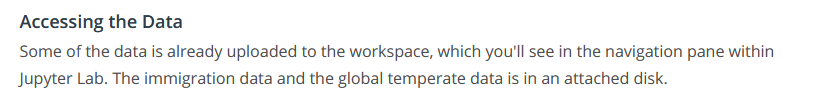 Accessing the Data
Some of the data is already uploaded to the workspace, which you'll see in the navigation pane within
Jupyter Lab. The immigration data and the global temperate data is in an attached disk.